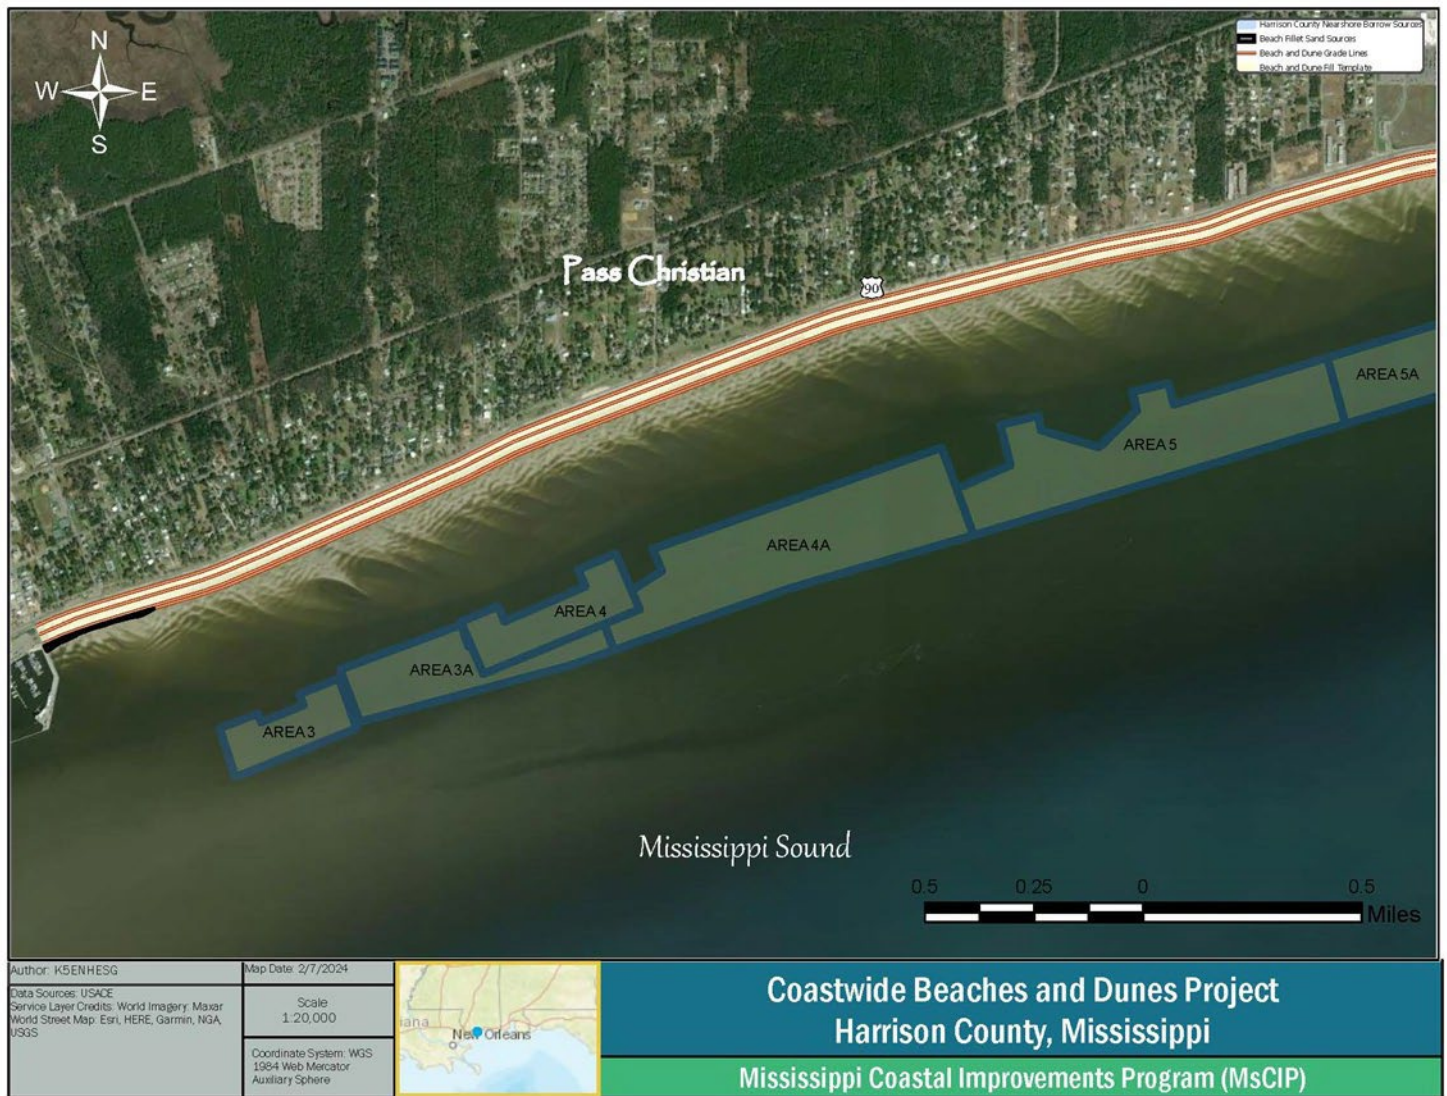 N
W E
S
Harrison County Nearshore Borrow Sources
Beach Fillet Sand Sources
Beach and Dune Grade Lines
Beach and Dune Fill Template
Pass Christian
90
AREA 5A
AREA 5
AREA 4A
AREA 4
AREA 3A
AREA 3
Mississippi Sound
0.5 0.25 0 0.5
Miles
Author: K5ENHESG
Map Date: 2/7/2024
Data Sources: USACE
Service Layer Credits: World Imagery: Maxar
World Street Map: Esri, HERE, Garmin, NGA,
USGS
Scale
1:20,000
Coordinate System: WGS
1984 Web Mercator
Auxiliary Sphere
iana
New Orleans
Coastwide Beaches and Dunes Project
Harrison County, Mississippi
Mississippi Coastal Improvements Program (MsCIP)